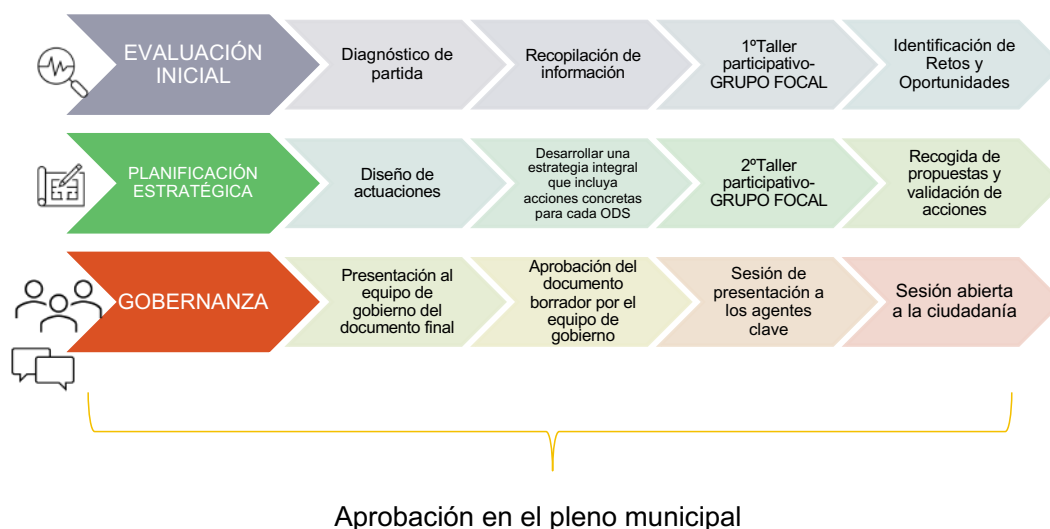 EVALUACIÓN
INICIAL
Diagnóstico de
partida
Recopilación de
información
1ºTaller
participativo-
GRUPO FOCAL
Identificación de
Retos y
Oportunidades
PLANIFICACIÓN
ESTRATÉGICA
Diseño de
actuaciones
Desarrollar una
estrategia integral
que incluya
acciones concretas
para cada ODS
2ºTaller
participativo-
GRUPO FOCAL
Recogida de
propuestas y
validación de
acciones
GOBERNANZA
Presentación al
equipo de
gobierno del
documento final
Aprobación del
documento
borrador por el
equipo de
gobierno
Sesión de
presentación a
los agentes
clave
Sesión abierta
a la ciudadanía
Aprobación en el pleno municipal